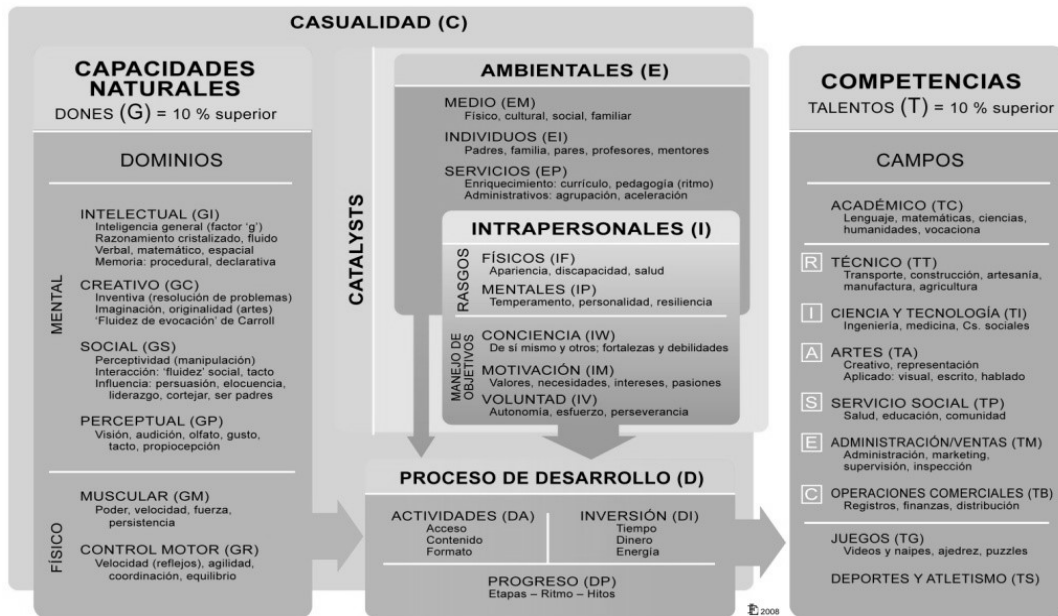 CASUALIDAD (C)
CAPACIDADES
NATURALES
DONES (G) = 10 % superior
DOMINIOS
MENTAL
INTELECTUAL (GI)
Inteligencia general (factor ‘g’)
Razonamiento cristalizado, fluido
Verbal, matemático, espacial
Memoria: procedural, declarativa
CREATIVO (GC)
Inventiva (resolución de problemas)
Imaginación, originalidad (artes)
‘Fluidez de evocación’ de Carroll
SOCIAL (GS)
Perceptividad (manipulación)
Interacción: ‘fluidez’ social, tacto
Influencia: persuasión, elocuencia,
liderazgo, cortejar, ser padres
PERCEPTUAL (GP)
Visión, audición, olfato, gusto,
tacto, propiocepción
FÍSICO
MUSCULAR (GM)
Poder, velocidad, fuerza,
persistencia
CONTROL MOTOR (GR)
Velocidad (reflejos), agilidad,
coordinación, equilibrio
CATALYSTS
AMBIENTALES (E)
MEDIO (EM)
Físico, cultural, social, familiar
INDIVIDUOS (EI)
Padres, familia, pares, profesores, mentores
SERVICIOS (EP)
Enriquecimiento: currículo, pedagogía (ritmo)
Administrativos: agrupación, aceleración
INTRAPERSONALES (I)
RASGOS
FÍSICOS (IF)
Apariencia, discapacidad, salud
MENTALES (IP)
Temperamento, personalidad, resiliencia
MANEJO DE
OBJETIVOS
CONCIENCIA (IW)
De sí mismo y otros; fortalezas y debilidades
MOTIVACIÓN (IM)
Valores, necesidades, intereses, pasiones
VOLUNTAD (IV)
Autonomía, esfuerzo, perseverancia
PROCESO DE DESARROLLO (D)
ACTIVIDADES (DA)
Acceso
Contenido
Formato
INVERSIÓN (DI)
Tiempo
Dinero
Energía
PROGRESO (DP)
Etapas – Ritmo – Hitos
COMPETENCIAS
TALENTOS (T) = 10 % superior
CAMPOS
ACADÉMICO (TC)
Lenguaje, matemáticas, ciencias,
humanidades, vocaciona
R TÉCNICO (TT)
Transporte, construcción, artesanía,
manufactura, agricultura
I CIENCIA Y TECNOLOGÍA (TI)
Ingeniería, medicina, Cs. sociales
A ARTES (TA)
Creativo, representación
Aplicado: visual, escrito, hablado
S SERVICIO SOCIAL (TP)
Salud, educación, comunidad
E ADMINISTRACIÓN/VENTAS (TM)
Administración, marketing,
supervisión, inspección
C OPERACIONES COMERCIALES (TB)
Registros, finanzas, distribución
JUEGOS (TG)
Videos y naipes, ajedrez, puzzles
DEPORTES Y ATLETISMO (TS)
2008